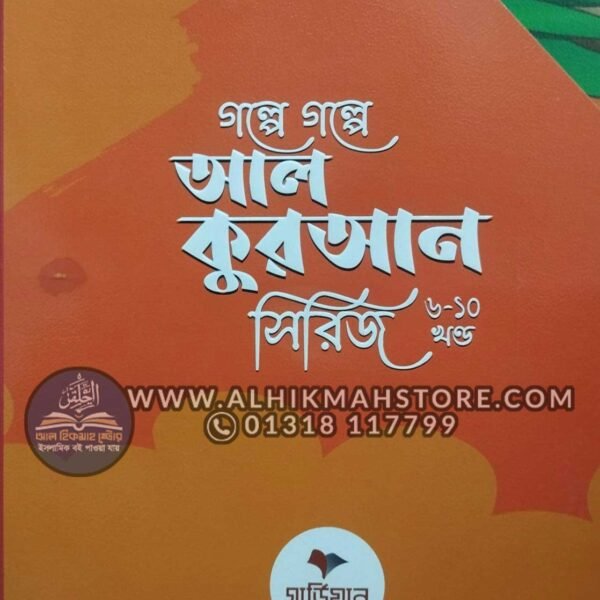 গল্পে গল্পে
আল
কুরআন
সিরিজ
৬-১০
খণ্ড
WWW.ALHIKMAHSTORE.COM
01318 117799
আল হিকমাহ স্টোর
ইসলামিক বই পাওয়া যায়
গার্ডিয়ান